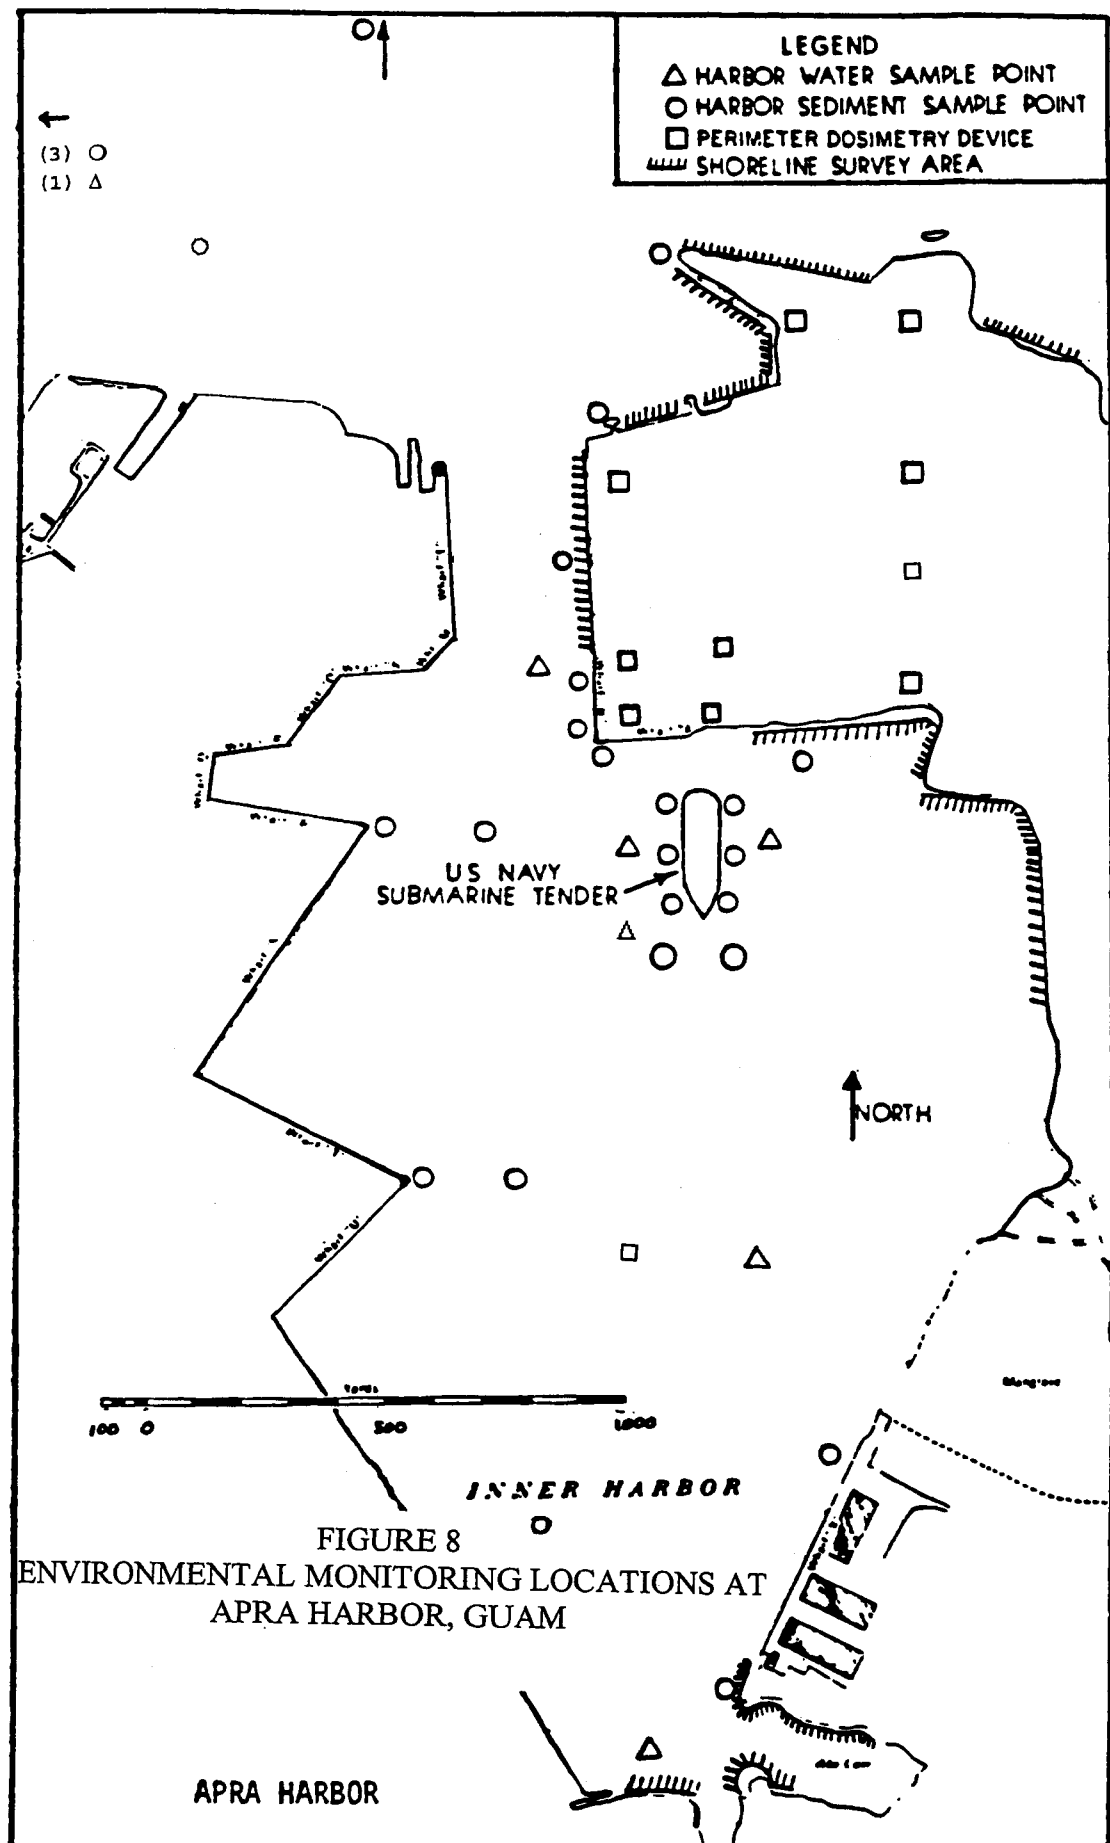 LEGEND
HARBOR WATER SAMPLE POINT
HARBOR SEDIMENT SAMPLE POINT
PERIMETER DOSIMETRY DEVICE
SHORELINE SURVEY AREA
(3)
(1)
US NAVY
SUBMARINE TENDER
NORTH
Yards
100 0 500 1000
INNER HARBOR
FIGURE 8
ENVIRONMENTAL MONITORING LOCATIONS AT
APRA HARBOR, GUAM
APRA HARBOR